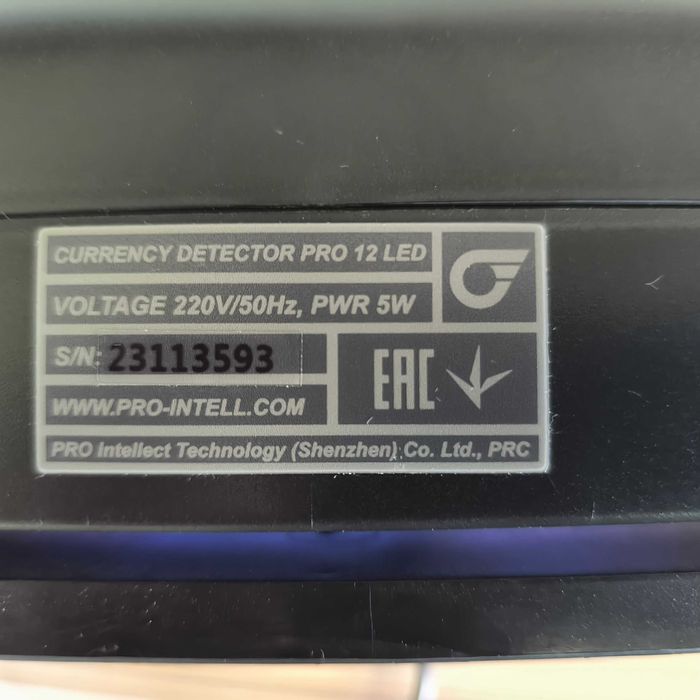 CURRENCY DETECTOR PRO 12 LED
VOLTAGE 220V/50Hz, PWR 5W
S/N: 23113593
EAC
WWW.PRO-INTELL.COM
PRO Intellect Technology (Shenzhen) Co. Ltd., PRC